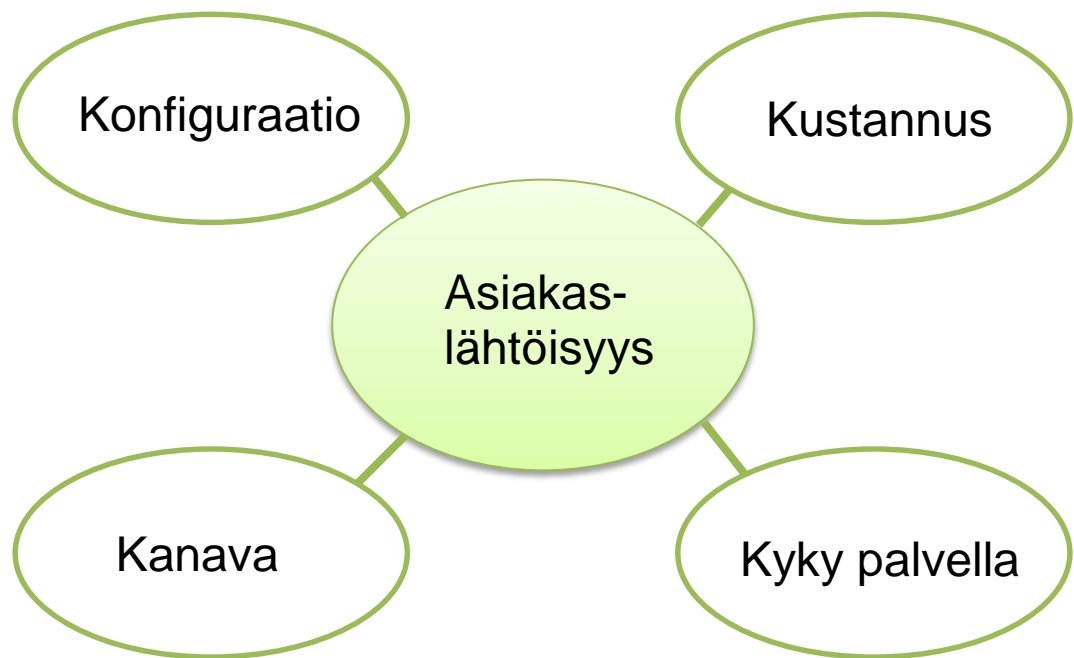 Konfiguraatio
Kustannus
Asiakas-
lähtöisyys
Kanava
Kyky palvella